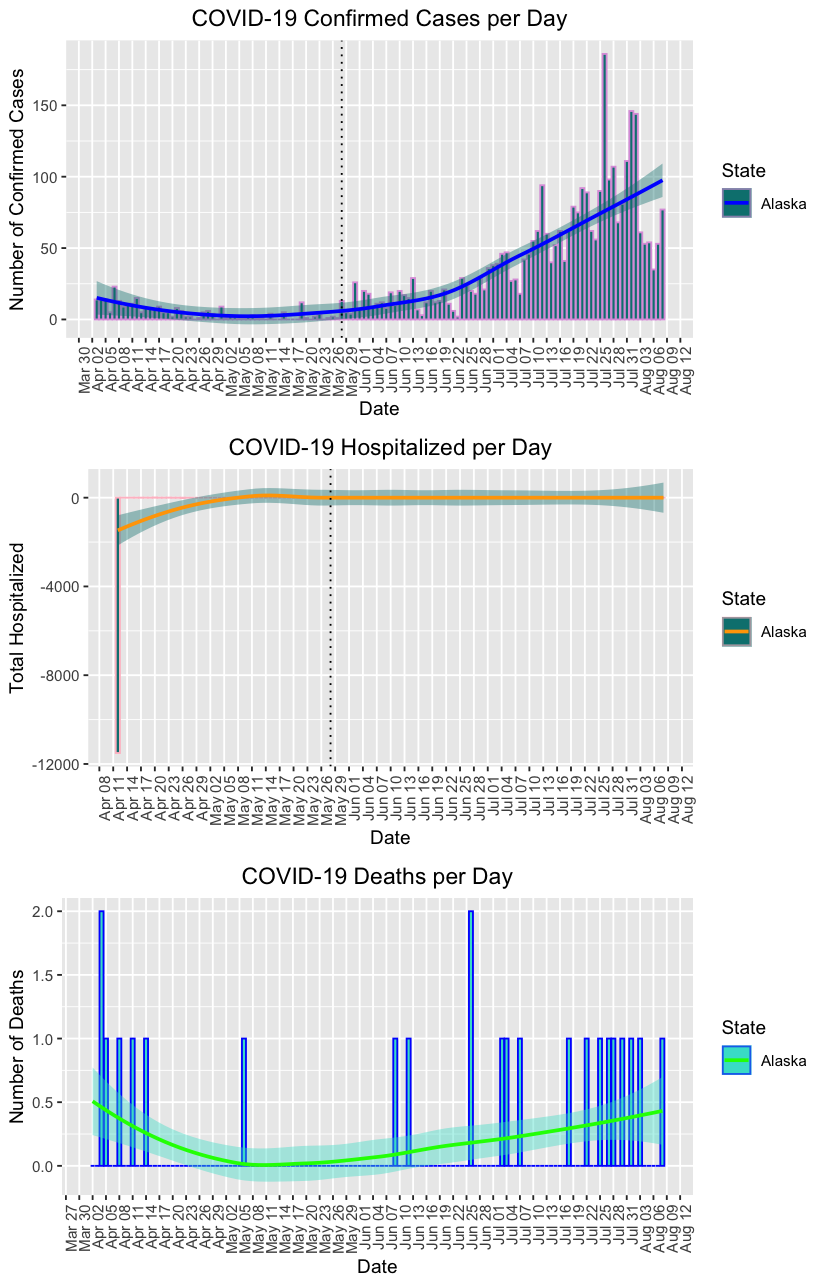 COVID-19 Confirmed Cases per Day
Number of Confirmed Cases
150
100
50
0
Mar 30 Apr 02 Apr 05 Apr 08 Apr 11 Apr 14 Apr 17 Apr 20 Apr 23 Apr 26 Apr 29 May 02 May 05 May 08 May 11 May 14 May 17 May 20 May 23 May 26 May 29 Jun 01 Jun 04 Jun 07 Jun 10 Jun 13 Jun 16 Jun 19 Jun 22 Jun 25 Jun 28 Jul 01 Jul 04 Jul 07 Jul 10 Jul 13 Jul 16 Jul 19 Jul 22 Jul 25 Jul 28 Jul 31 Aug 03 Aug 06 Aug 09 Aug 12
Date
State
Alaska
COVID-19 Hospitalized per Day
Total Hospitalized
0
-4000
-8000
-12000
Apr 08 Apr 11 Apr 14 Apr 17 Apr 20 Apr 23 Apr 26 Apr 29 May 02 May 05 May 08 May 11 May 14 May 17 May 20 May 23 May 26 May 29 Jun 01 Jun 04 Jun 07 Jun 10 Jun 13 Jun 16 Jun 19 Jun 22 Jun 25 Jun 28 Jul 01 Jul 04 Jul 07 Jul 10 Jul 13 Jul 16 Jul 19 Jul 22 Jul 25 Jul 28 Jul 31 Aug 03 Aug 06 Aug 09 Aug 12
Date
State
Alaska
COVID-19 Deaths per Day
Number of Deaths
2.0
1.5
1.0
0.5
0.0
Mar 27 Mar 30 Apr 02 Apr 05 Apr 08 Apr 11 Apr 14 Apr 17 Apr 20 Apr 23 Apr 26 Apr 29 May 02 May 05 May 08 May 11 May 14 May 17 May 20 May 23 May 26 May 29 Jun 01 Jun 04 Jun 07 Jun 10 Jun 13 Jun 16 Jun 19 Jun 22 Jun 25 Jun 28 Jul 01 Jul 04 Jul 07 Jul 10 Jul 13 Jul 16 Jul 19 Jul 22 Jul 25 Jul 28 Jul 31 Aug 03 Aug 06 Aug 09 Aug 12
Date
State
Alaska